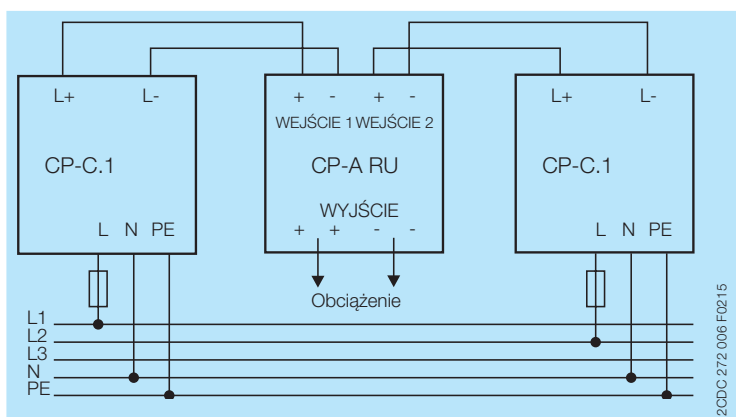 L+ L- + - + - L+ L-
WEJŚCIE 1 WEJŚCIE 2
CP-C.1 CP-A RU CP-C.1
WYJŚCIE
L N PE + + - - L N PE
Obciążenie
L1
L2
L3
N
PE
2CDC 272 006 F0215